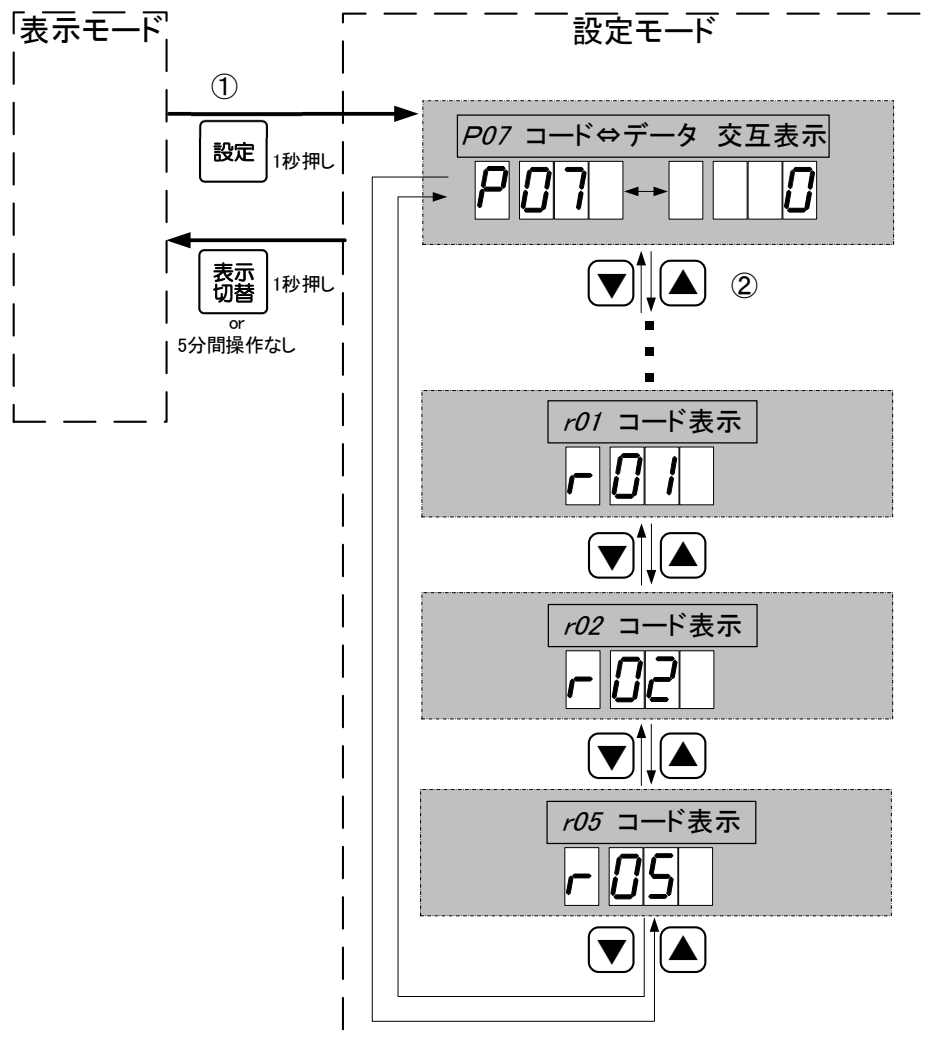 表示モード
設定モード
①
設定
1秒押し
P07 コード⇔データ 交互表示
P07 0
表示
切替
1秒押し
or
5分間操作なし
▼ ▲ ②
r01 コード表示
r01
▼ ▲
r02 コード表示
r02
▼ ▲
r05 コード表示
r05
▼ ▲